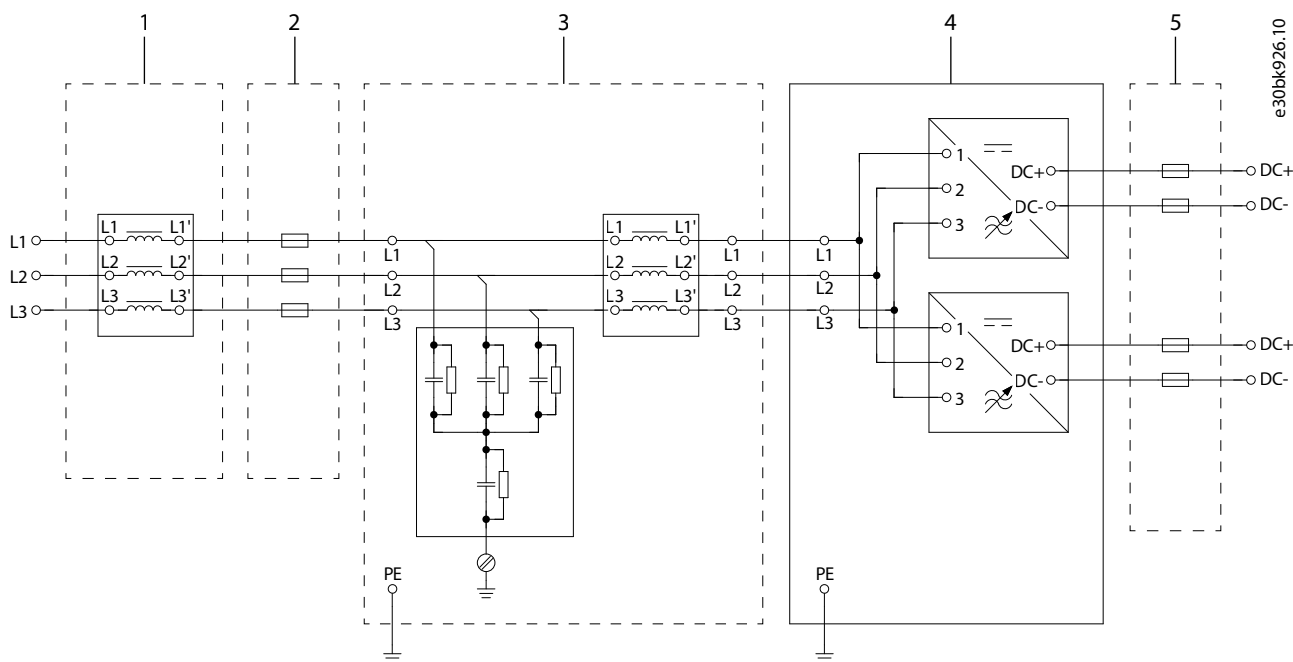 1 2 3 4 5
e30bk926.10
1 DC+ DC+
2 DC- DC-
3
L1 L1 L1' L1 L1 L1' L1 L1
L2 L2 L2' L2 L2 L2' L2 L2
L3 L3 L3' L3 L3 L3' L3 L3
1 DC+ DC+
2 DC- DC-
3
PE PE